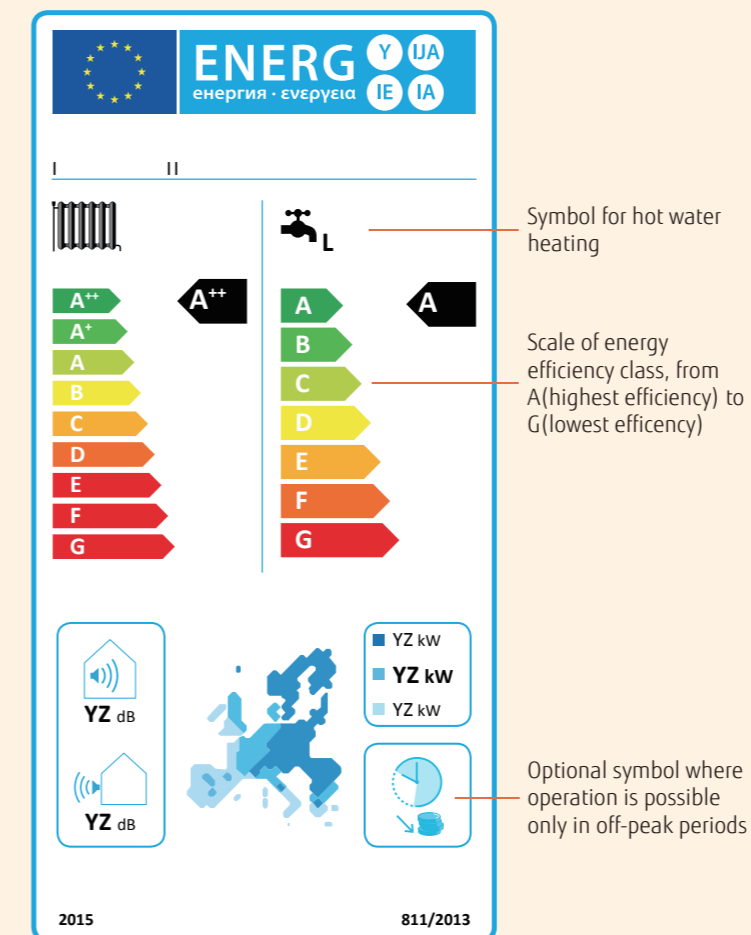 ENERG Y IJA
енергия · ενεργεια IE IA
I II
L
A++ A++ A A
A+ B
A C
B D
C E
D F
E G
F
G
Symbol for hot water
heating
Scale of energy
efficiency class, from
A(highest efficiency) to
G(lowest efficency)
YZ dB
YZ dB
YZ kW
YZ kW
YZ kW
Optional symbol where
operation is possible
only in off-peak periods
2015 811/2013